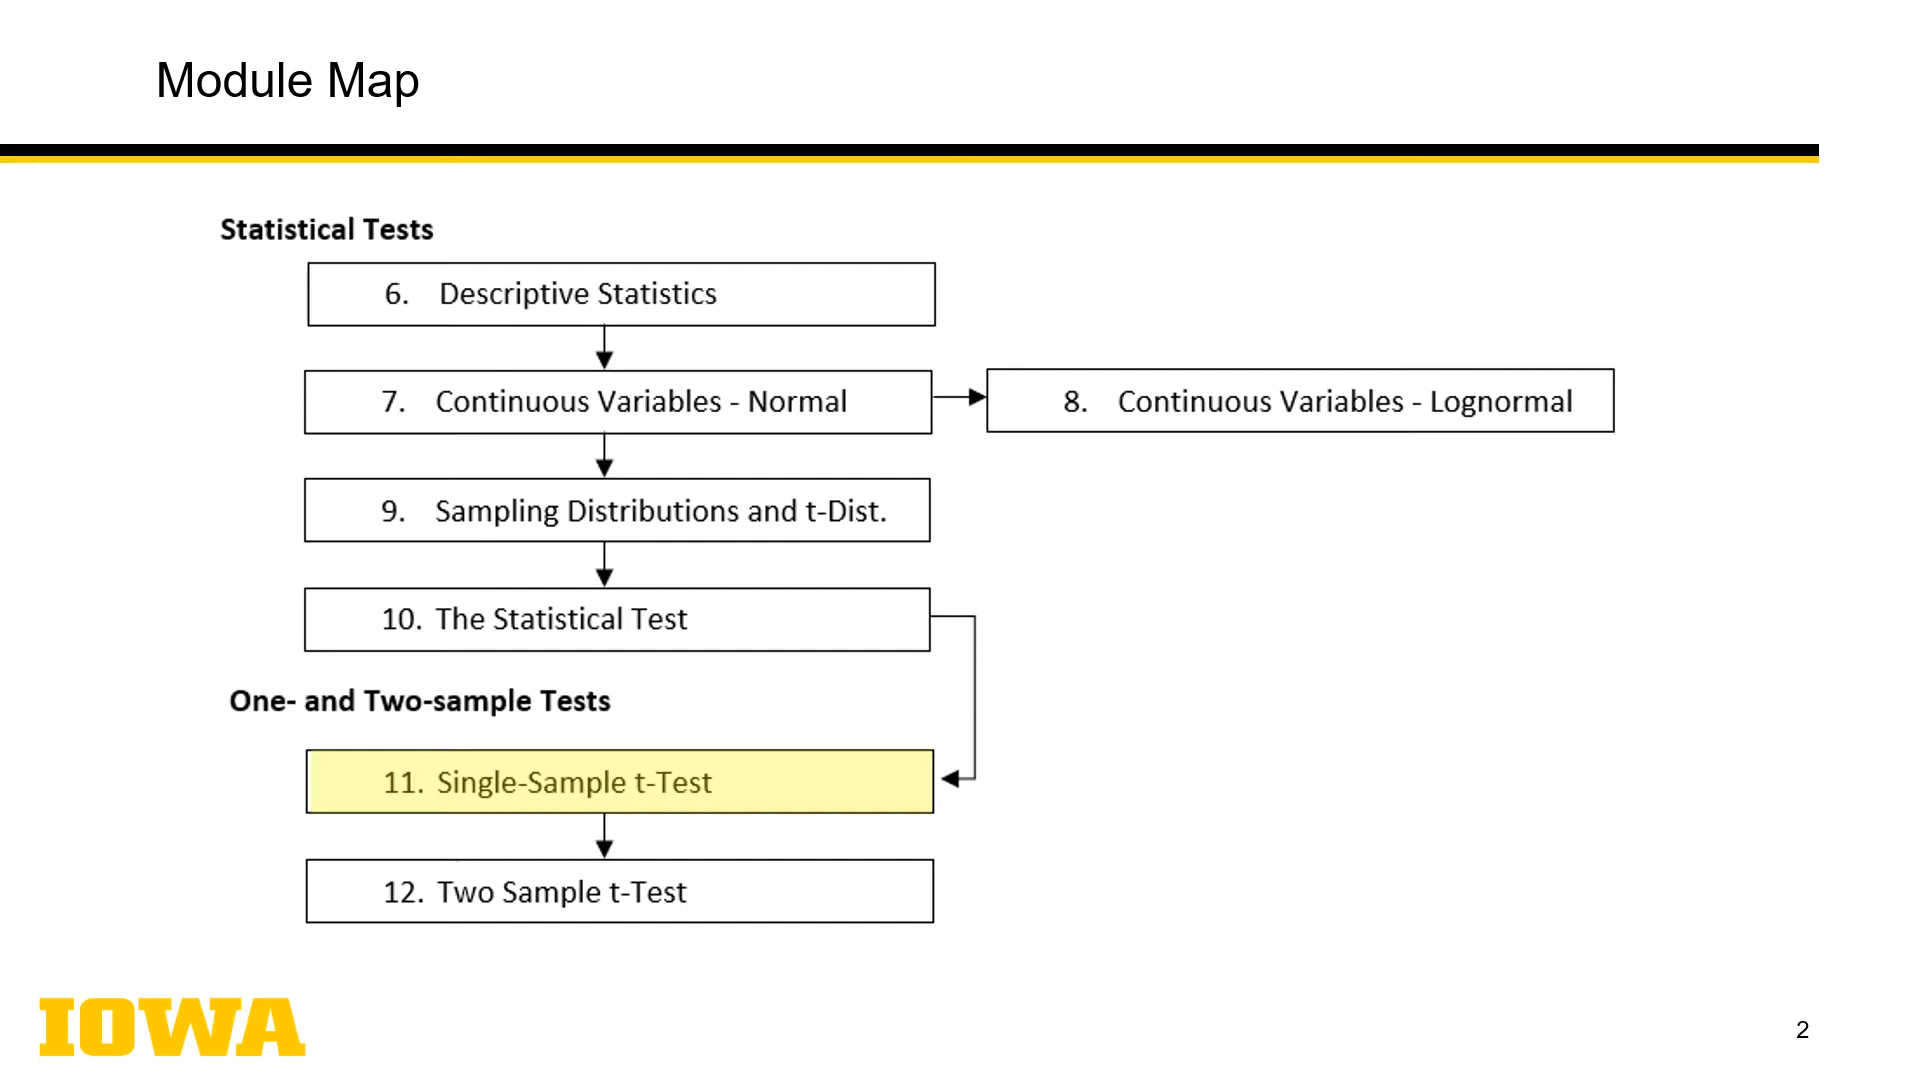 Module Map
Statistical Tests
6. Descriptive Statistics
7. Continuous Variables - Normal
8. Continuous Variables - Lognormal
9. Sampling Distributions and t-Dist.
10. The Statistical Test
One- and Two-sample Tests
11. Single-Sample t-Test
12. Two Sample t-Test
IOWA
2